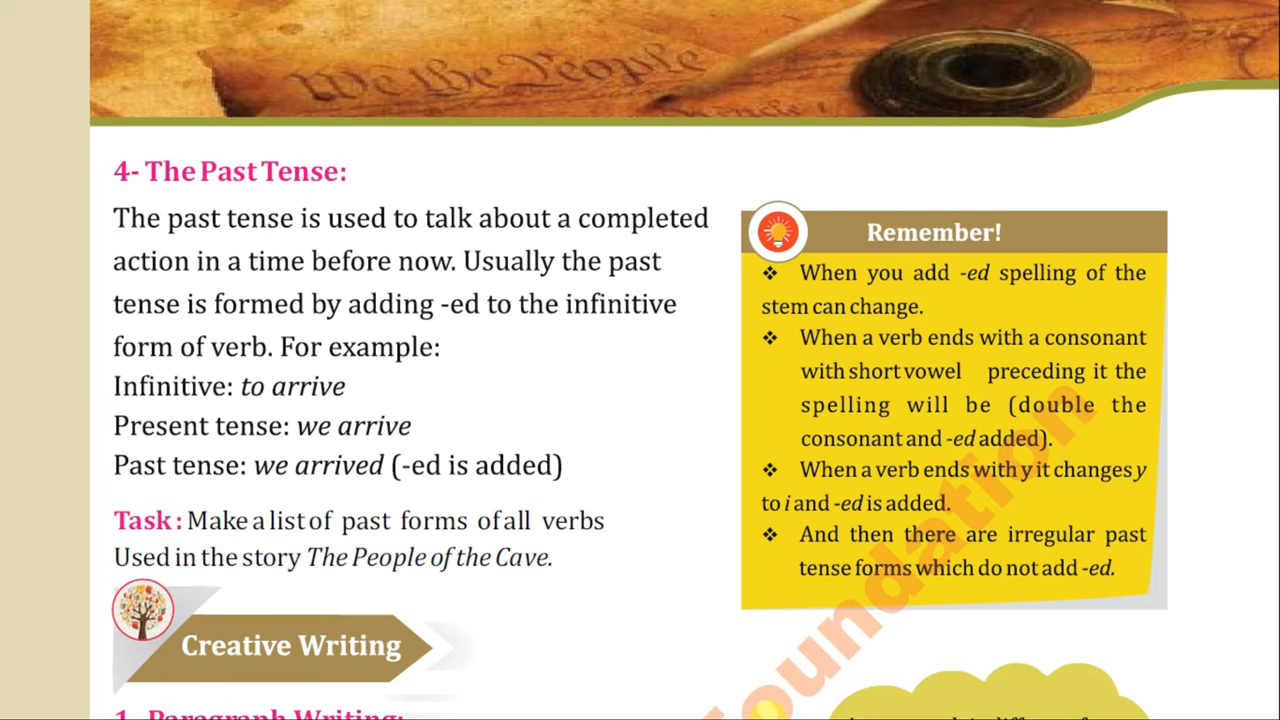 We the People
4- The Past Tense:
The past tense is used to talk about a completed
action in a time before now. Usually the past
tense is formed by adding -ed to the infinitive
form of verb. For example:
Infinitive: to arrive
Present tense: we arrive
Past tense: we arrived (-ed is added)
Task : Make a list of past forms of all verbs
Used in the story The People of the Cave.
Remember!
❖ When you add -ed spelling of the
stem can change.
❖ When a verb ends with a consonant
with short vowel preceding it the
spelling will be (double the
consonant and -ed added).
❖ When a verb ends with y it changes y
to i and -ed is added.
❖ And then there are irregular past
tense forms which do not add -ed.
Creative Writing
1- Paragraph Writing:
Foundation